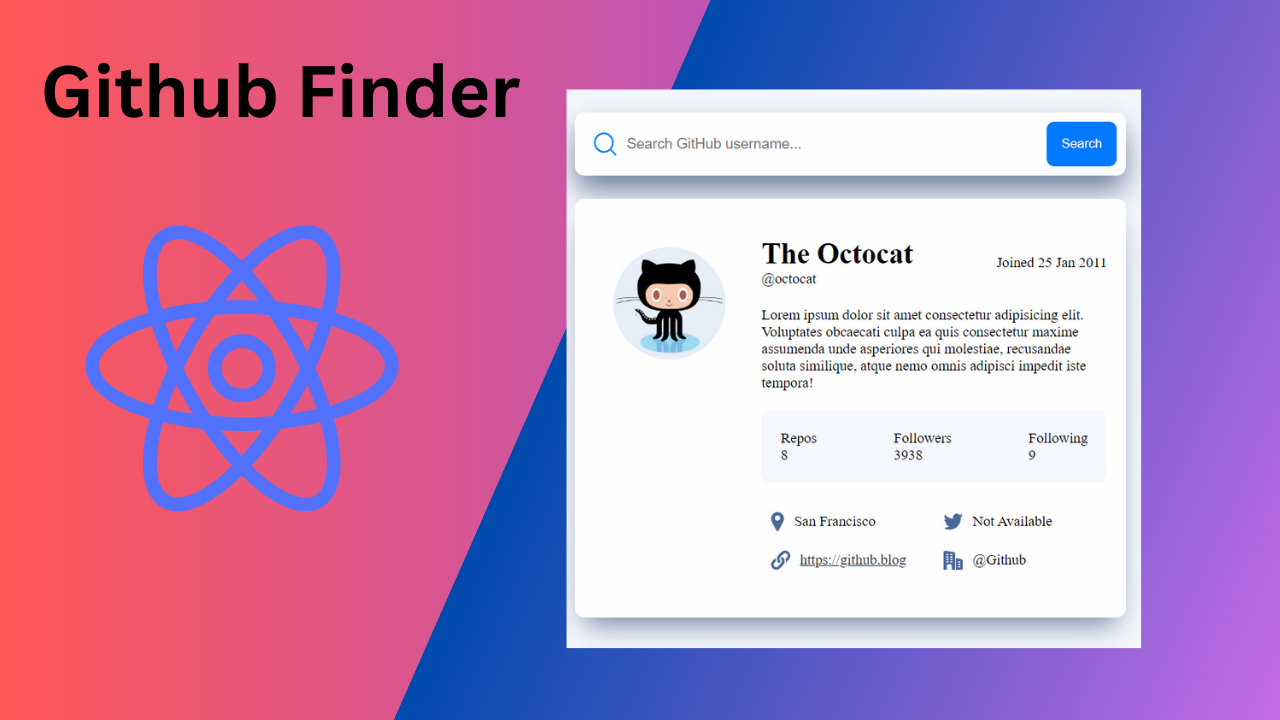 Github Finder
Search GitHub username...
Search
The Octocat
Joined 25 Jan 2011
@octocat
Lorem ipsum dolor sit amet consectetur adipisicing elit.
Voluptates obcaecati culpa ea quis consectetur maxime
assumenda unde asperiores qui molestiae, recusandae
soluta similique, atque nemo omnis adipisci impedit iste
tempora!
Repos
8
Followers
3938
Following
9
San Francisco
Not Available
https://github.blog
@Github